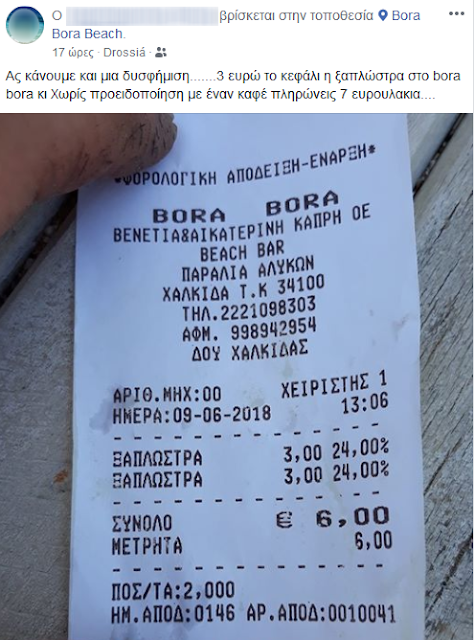 Ο βρίσκεται στην τοποθεσία Bora
Bora Beach.
17 ώρες · Drossiá ·
Ας κάνουμε και μια δυσφήμιση.......3 ευρώ το κεφάλι η ξαπλώστρα στο bora
bora κι Χωρίς προειδοποίηση με έναν καφέ πληρώνεις 7 ευρουλακια....
*ΦΟΡΟΛΟΓΙΚΗ ΑΠΟΔΕΙΞΗ-ΕΝΑΡΞΗ*
BORA BORA
ΒΕΝΕΤΙΑ&ΑΙΚΑΤΕΡΙΝΗ ΚΑΠΡΗ ΟΕ
BEACH BAR
ΠΑΡΑΛΙΑ ΑΛΥΚΩΝ
ΧΑΛΚΙΔΑ Τ.Κ 34100
ΤΗΛ.2221098303
ΑΦΜ. 998942954
ΔΟΥ ΧΑΛΚΙΔΑΣ
ΑΡΙΘ.ΜΗΧ:00 ΧΕΙΡΙΣΤΗΣ 1
ΗΜΕΡΑ:09-06-2018 13:06
ΞΑΠΛΩΣΤΡΑ 3,00 24,00%
ΞΑΠΛΩΣΤΡΑ 3,00 24,00%
ΣΥΝΟΛΟ € 6,00
ΜΕΤΡΗΤΑ 6,00
ΠΟΣ/ΤΑ:2,000
ΗΜ.ΑΠΟΔ:0146 ΑΡ.ΑΠΟΔ:0010041